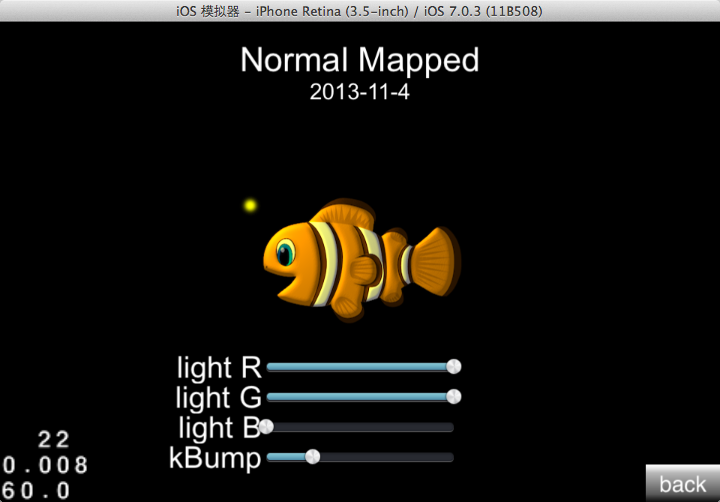 iOS 模拟器 – iPhone Retina (3.5-inch) / iOS 7.0.3 (11B508)
Normal Mapped
2013-11-4
light R
light G
light B
kBump
22
0.008
60.0
back